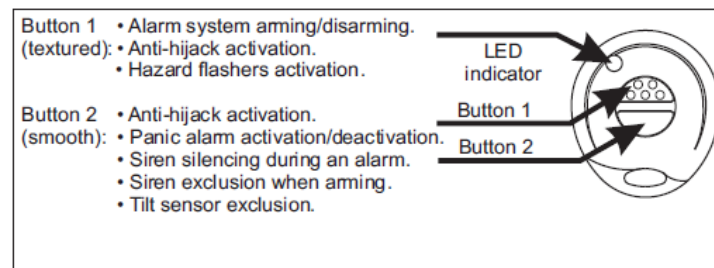 Button 1 • Alarm system arming/disarming.
(textured): • Anti-hijack activation.
• Hazard flashers activation.
LED
indicator
Button 2 • Anti-hijack activation.
(smooth): • Panic alarm activation/deactivation.
• Siren silencing during an alarm.
• Siren exclusion when arming.
• Tilt sensor exclusion.
Button 1
Button 2